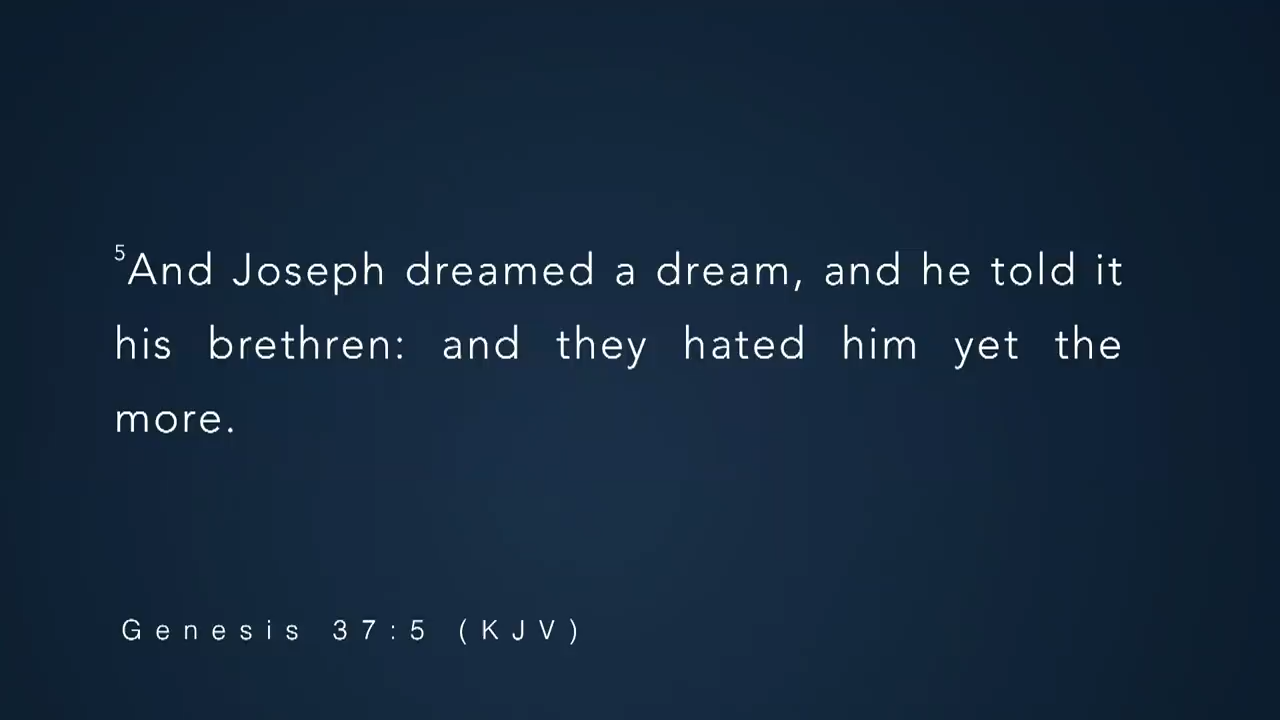 ⁵And Joseph dreamed a dream, and he told it
his brethren: and they hated him yet the
more.
Genesis 37:5 (KJV)